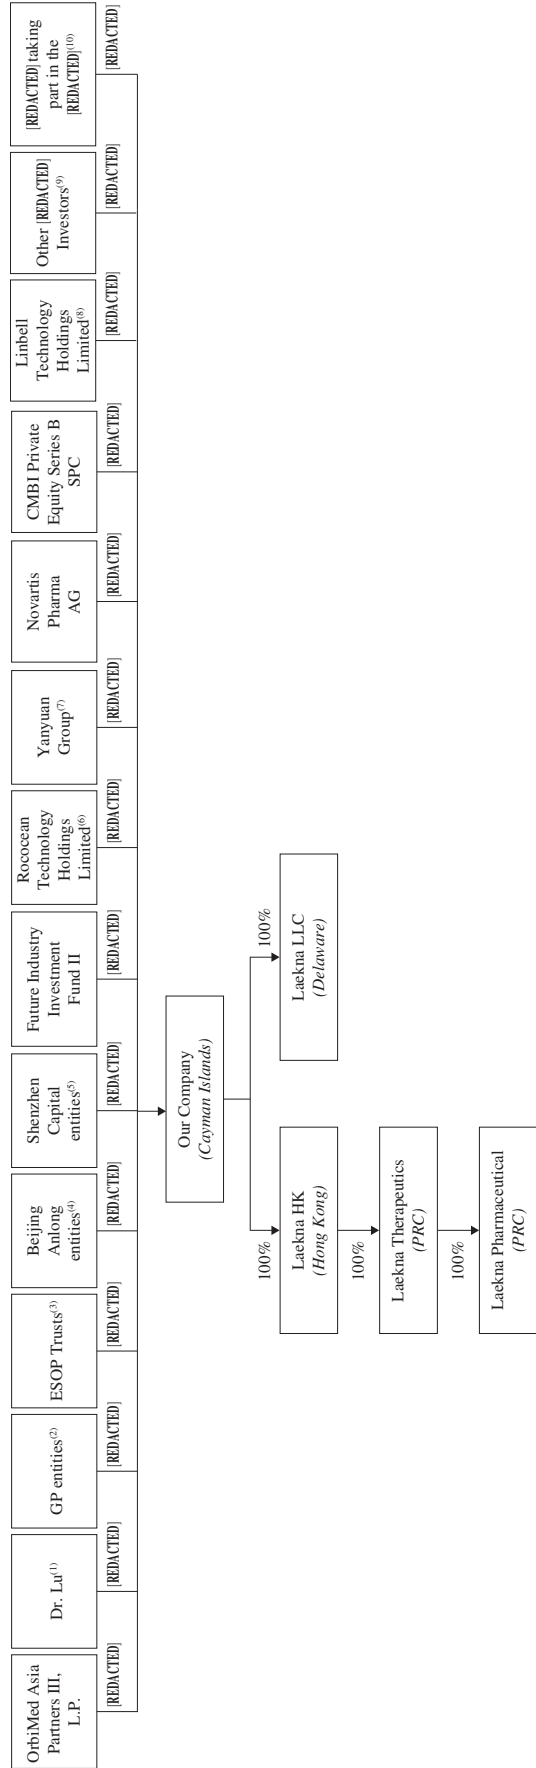 OrbiMed Asia
Partners III,
L.P.
[REDACTED]
Dr. Lu(1)
[REDACTED]
GP entities(2)
[REDACTED]
ESOP Trusts(3)
[REDACTED]
Beijing
Anlong
entities(4)
[REDACTED]
Shenzhen
Capital
entities(5)
[REDACTED]
Future Industry
Investment
Fund II
[REDACTED]
Rococean
Technology
Holdings
Limited(6)
[REDACTED]
Yanyuan
Group(7)
[REDACTED]
Novartis
Pharma
AG
[REDACTED]
CMBI Private
Equity Series B
SPC
[REDACTED]
Linbell
Technology
Holdings
Limited(8)
[REDACTED]
Other [REDACTED]
Investors(9)
[REDACTED]
[REDACTED] taking
part in the
[REDACTED](10)
[REDACTED]
Our Company
(Cayman Islands)
100%
100%
Laekna HK
(Hong Kong)
Laekna LLC
(Delaware)
100%
Laekna Therapeutics
(PRC)
100%
Laekna Pharmaceutical
(PRC)